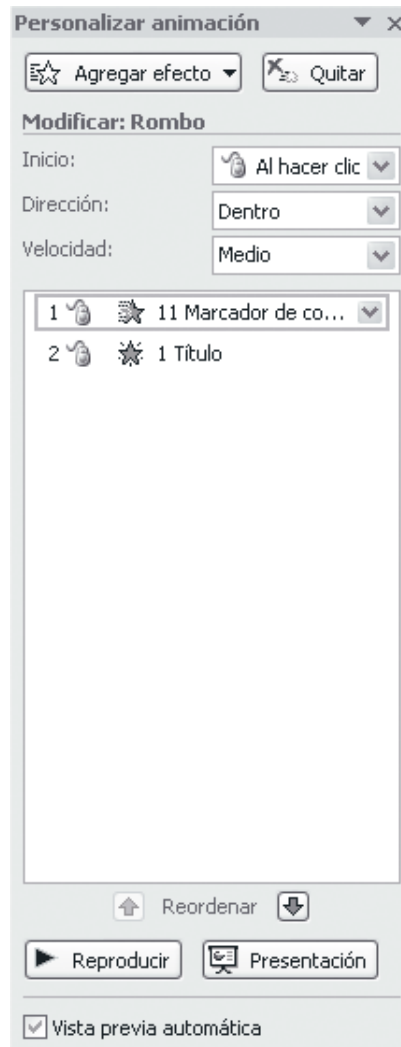 Personalizar animación
Agregar efecto Quitar
Modificar: Rombo
Inicio: Al hacer clic
Dirección: Dentro
Velocidad: Medio
1 11 Marcador de co...
2 1 Título
Reordenar
Reproducir Presentación
Vista previa automática